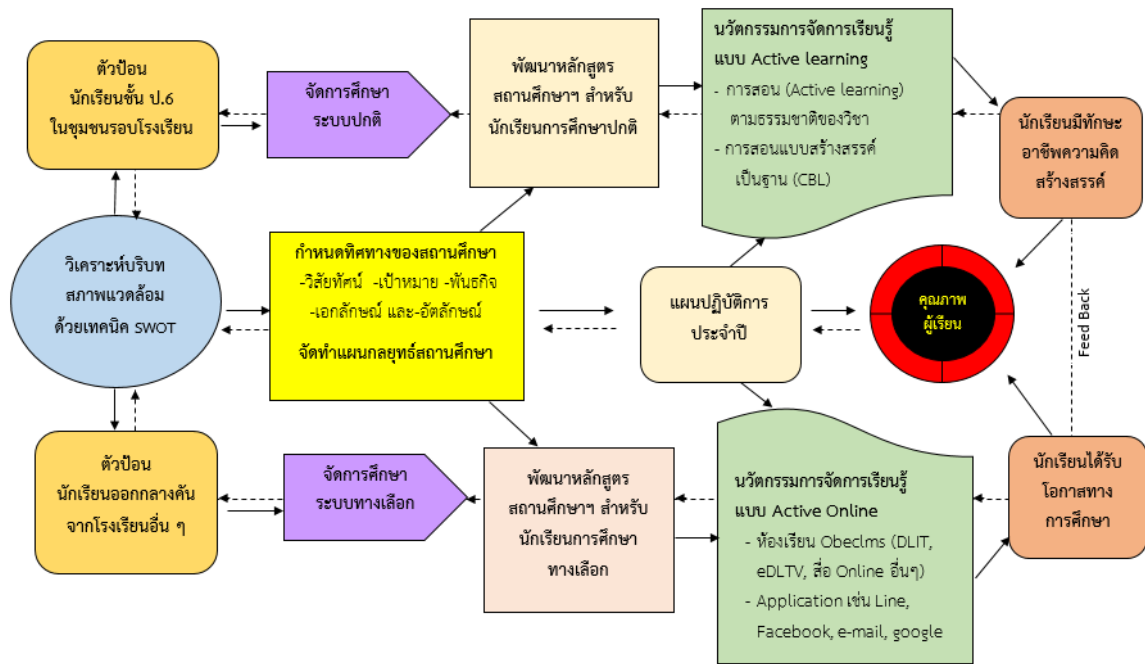 ตัวป้อน
นักเรียนชั้น ป.6
ในชุมชนรอบโรงเรียน
จัดการศึกษา
ระบบปกติ
พัฒนาหลักสูตร
สถานศึกษาฯ สำหรับ
นักเรียนการศึกษาปกติ
นวัตกรรมการจัดการเรียนรู้
แบบ Active learning
- การสอน (Active learning)
ตามธรรมชาติของวิชา
- การสอนแบบสร้างสรรค์
เป็นฐาน (CBL)
นักเรียนมีทักษะ
อาชีพความคิด
สร้างสรรค์
วิเคราะห์บริบท
สภาพแวดล้อม
ด้วยเทคนิค SWOT
กำหนดทิศทางของสถานศึกษา
-วิสัยทัศน์ -เป้าหมาย -พันธกิจ
-เอกลักษณ์ และ-อัตลักษณ์
จัดทำแผนกลยุทธ์สถานศึกษา
แผนปฏิบัติการ
ประจำปี
คุณภาพ
ผู้เรียน
Feed Back
ตัวป้อน
นักเรียนออกกลางคัน
จากโรงเรียนอื่น ๆ
จัดการศึกษา
ระบบทางเลือก
พัฒนาหลักสูตร
สถานศึกษาฯ สำหรับ
นักเรียนการศึกษา
ทางเลือก
นวัตกรรมการจัดการเรียนรู้
แบบ Active Online
- ห้องเรียน Obeclms (DLIT,
eDLTV, สื่อ Online อื่นๆ)
- Application เช่น Line,
Facebook, e-mail, google
นักเรียนได้รับ
โอกาสทาง
การศึกษา